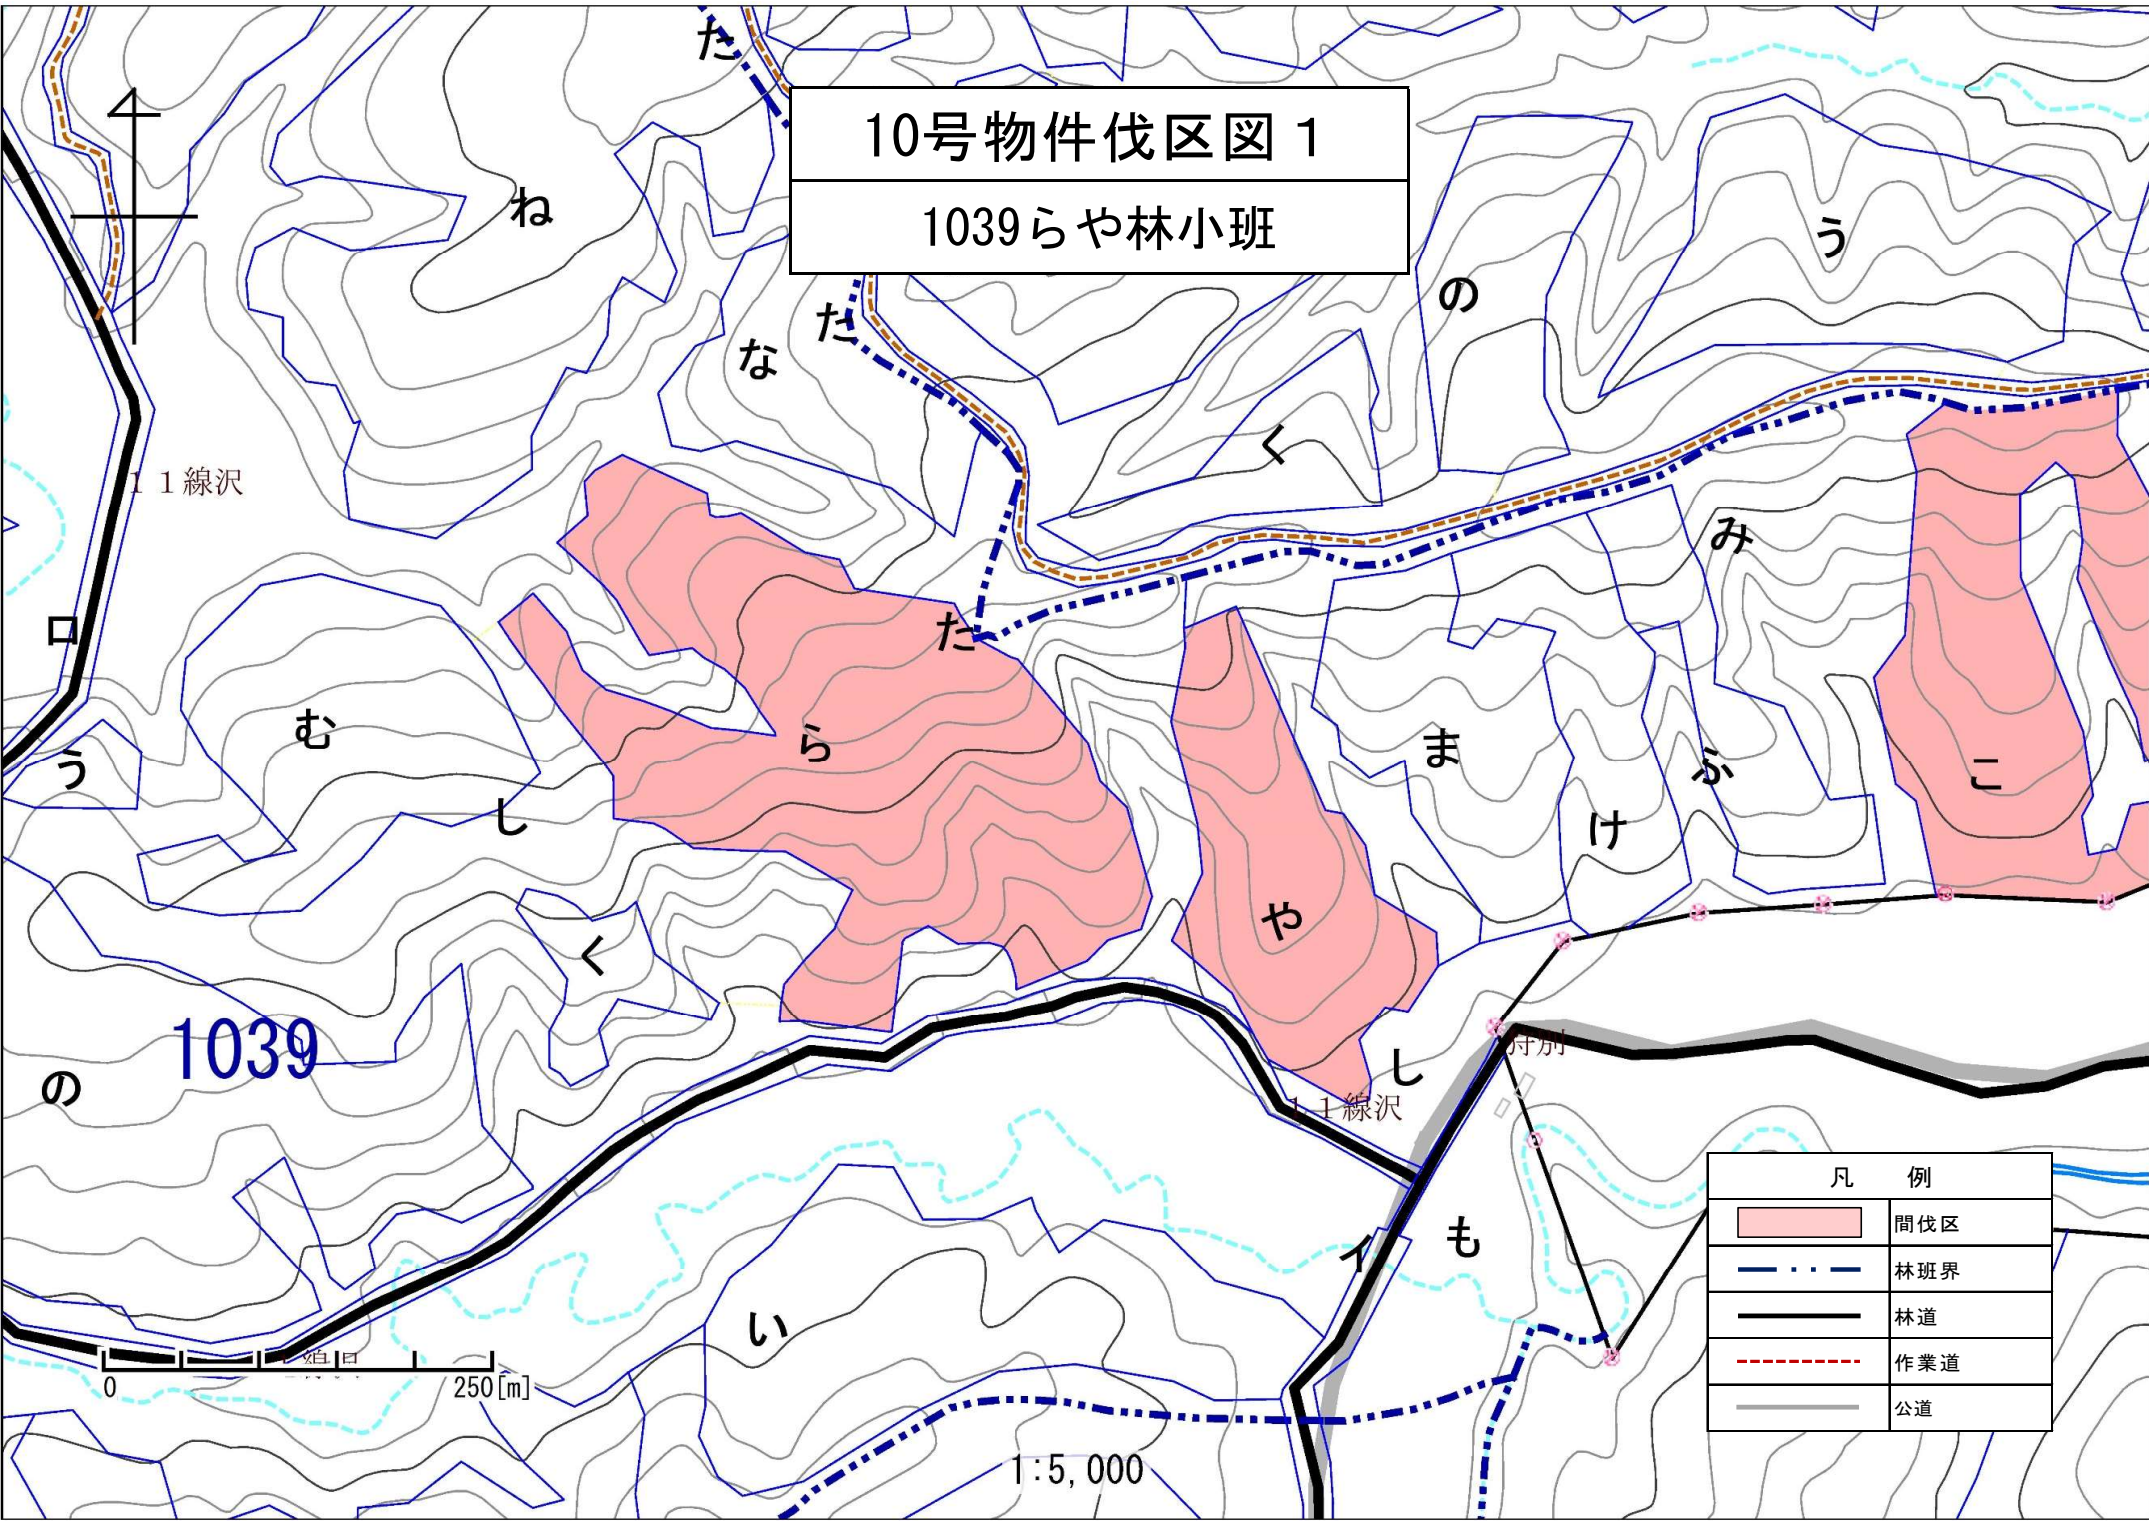 10号物件伐区図１
1039らや林小班
た
ね
の
う
た
な
く
１１線沢
み
た
ロ
む
ら
ま
う
ふ
こ
し
け
や
く
1039
狩別
の
し
１１線沢
も
イ
い
0
250[m]
1:5,000
凡 例
間伐区
林班界
林道
作業道
公道